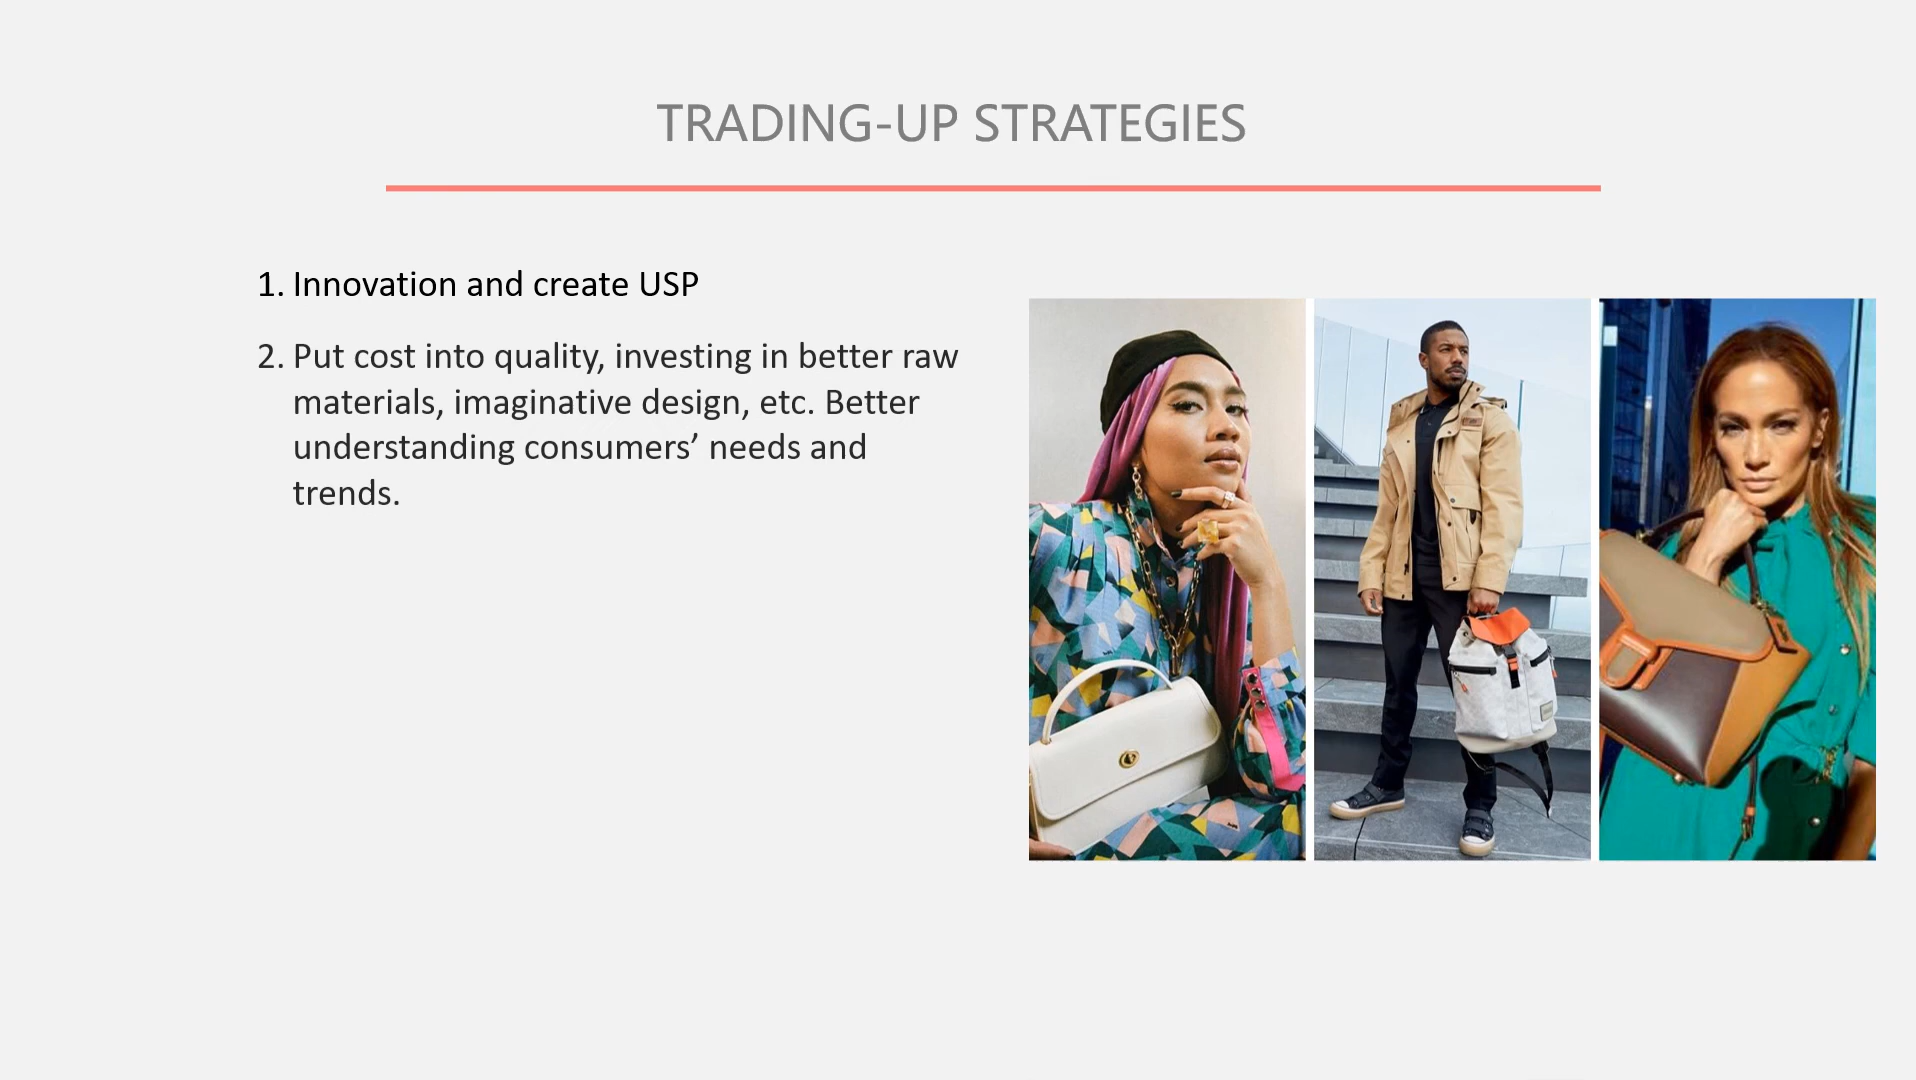 TRADING-UP STRATEGIES
1. Innovation and create USP
2. Put cost into quality, investing in better raw
materials, imaginative design, etc. Better
understanding consumers’ needs and
trends.